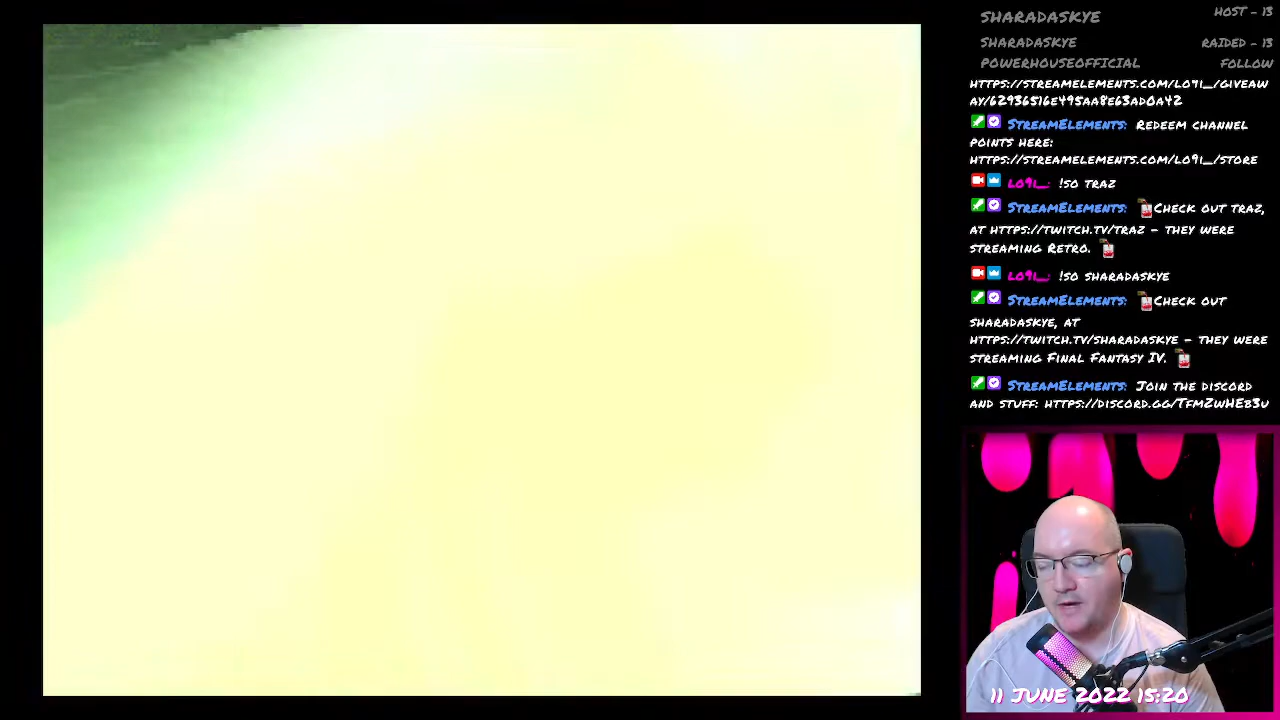 SHARADASKYE HOST - 13
SHARADASKYE RAIDED - 13
POWERHOUSEOFFICIAL FOLLOW
HTTPS://STREAMELEMENTS.COM/LO9I_/GIVEAW
AY/62936516E495AA8E63AD0A42
STREAMELEMENTS: REDEEM CHANNEL
POINTS HERE:
HTTPS://STREAMELEMENTS.COM/LO9I_/STORE
LO9I_: !SO TRAZ
STREAMELEMENTS: CHECK OUT TRAZ,
AT HTTPS://TWITCH.TV/TRAZ - THEY WERE
STREAMING RETRO.
LO9I_: !SO SHARADASKYE
STREAMELEMENTS: CHECK OUT
SHARADASKYE, AT
HTTPS://TWITCH.TV/SHARADASKYE - THEY WERE
STREAMING FINAL FANTASY IV.
STREAMELEMENTS: JOIN THE DISCORD
AND STUFF: HTTPS://DISCORD.GG/TFMZWHEB3U
11 JUNE 2022 15:20